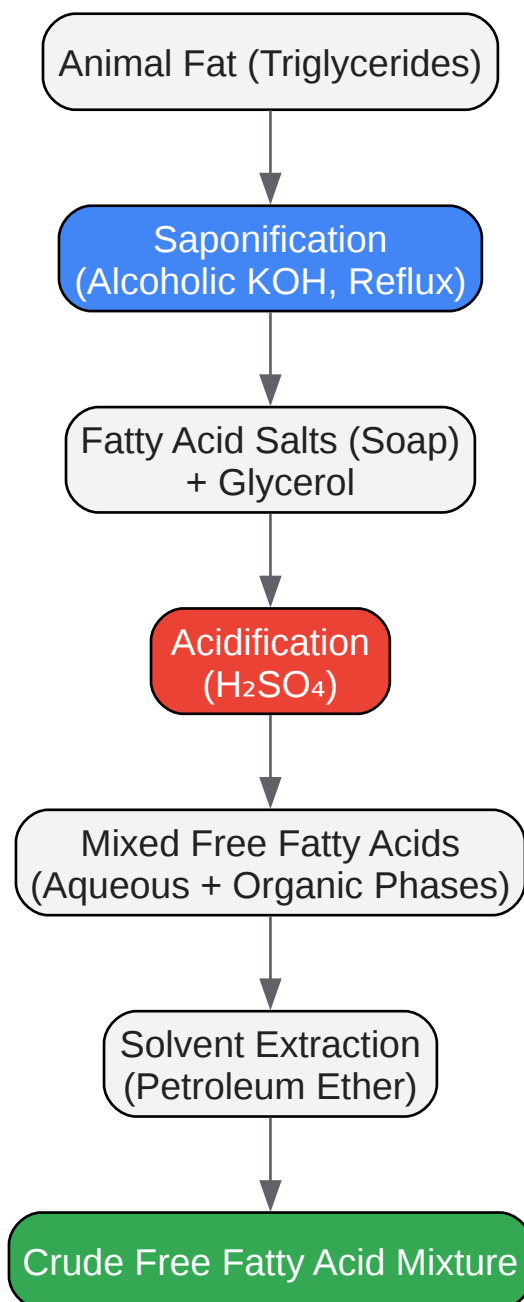 Animal Fat (Triglycerides)
Saponification
(Alcoholic KOH, Reflux)
Fatty Acid Salts (Soap)
+ Glycerol
Acidification
(H₂SO₄)
Mixed Free Fatty Acids
(Aqueous + Organic Phases)
Solvent Extraction
(Petroleum Ether)
Crude Free Fatty Acid Mixture